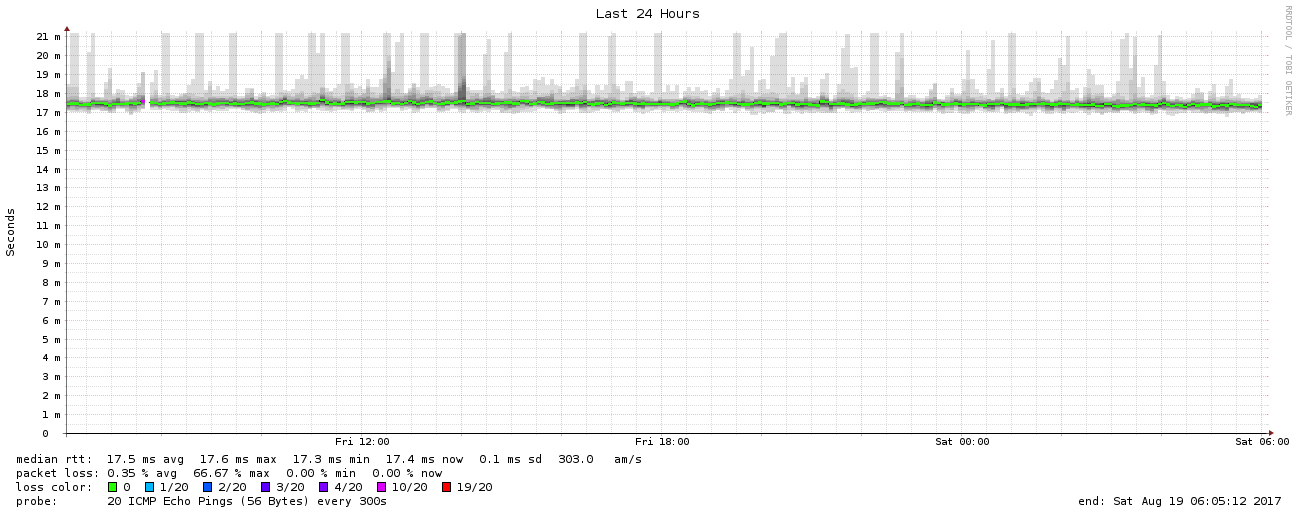 Last 24 Hours
RRDTOOL / TOBI OETIKER
Seconds
21 m
20 m
19 m
18 m
17 m
16 m
15 m
14 m
13 m
12 m
11 m
10 m
9 m
8 m
7 m
6 m
5 m
4 m
3 m
2 m
1 m
0
Fri 12:00 Fri 18:00 Sat 00:00 Sat 06:00
median rtt: 17.5 ms avg 17.6 ms max 17.3 ms min 17.4 ms now 0.1 ms sd 303.0 am/s
packet loss: 0.35 % avg 66.67 % max 0.00 % min 0.00 % now
loss color: 0 1/20 2/20 3/20 4/20 10/20 19/20
probe: 20 ICMP Echo Pings (56 Bytes) every 300s end: Sat Aug 19 06:05:12 2017